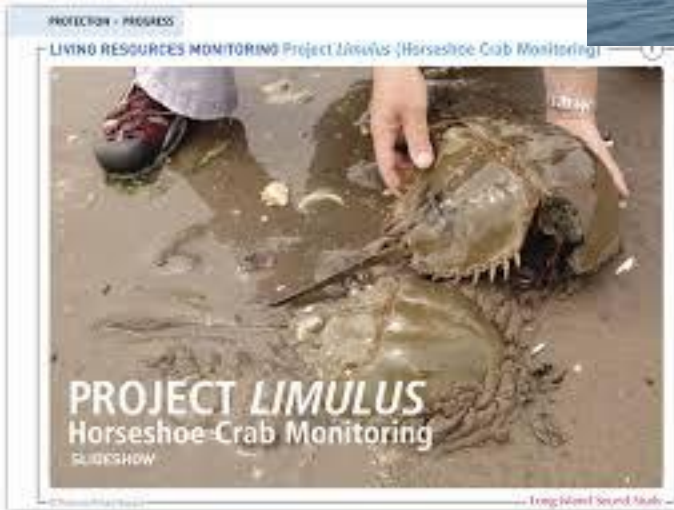 PROTECTION + PROGRESS
LIVING RESOURCES MONITORING Project Limulus (Horseshoe Crab Monitoring)
PROJECT LIMULUS
Horseshoe Crab Monitoring
SLIDESHOW
Long Island Sound Study